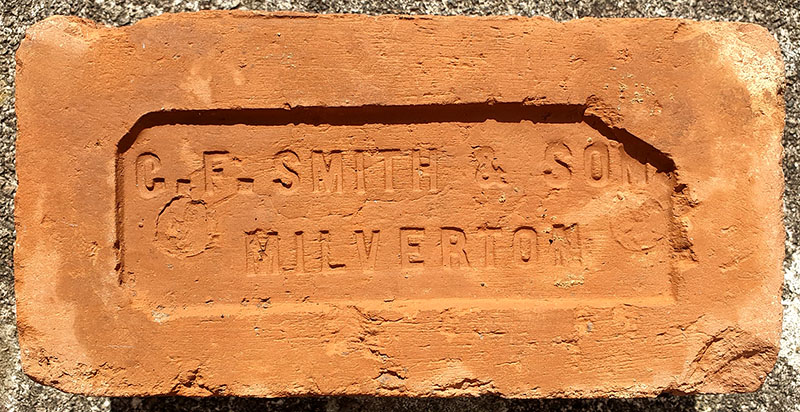 C. F. SMITH & SON
MILVERTON